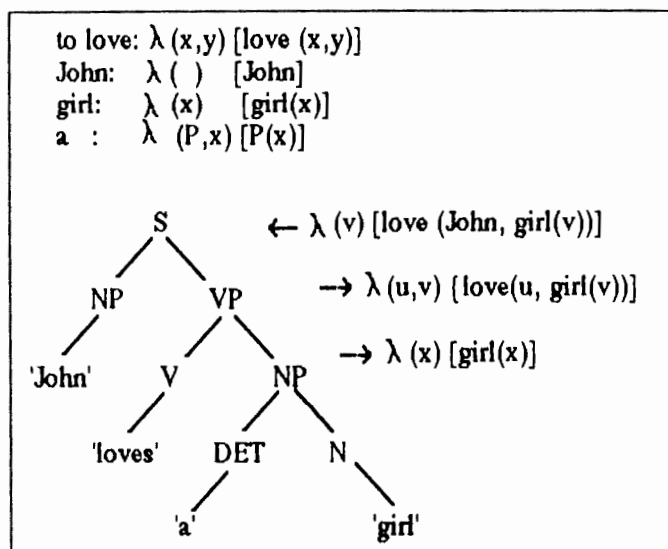 to love: λ (x,y) [love (x,y)]
John: λ ( ) [John]
girl: λ (x) [girl(x)]
a : λ (P,x) [P(x)]
S ← λ (v) [love (John, girl(v))]
NP VP → λ (u,v) [love(u, girl(v))]
'John' V NP → λ (x) [girl(x)]
'loves' DET N
'a' 'girl'